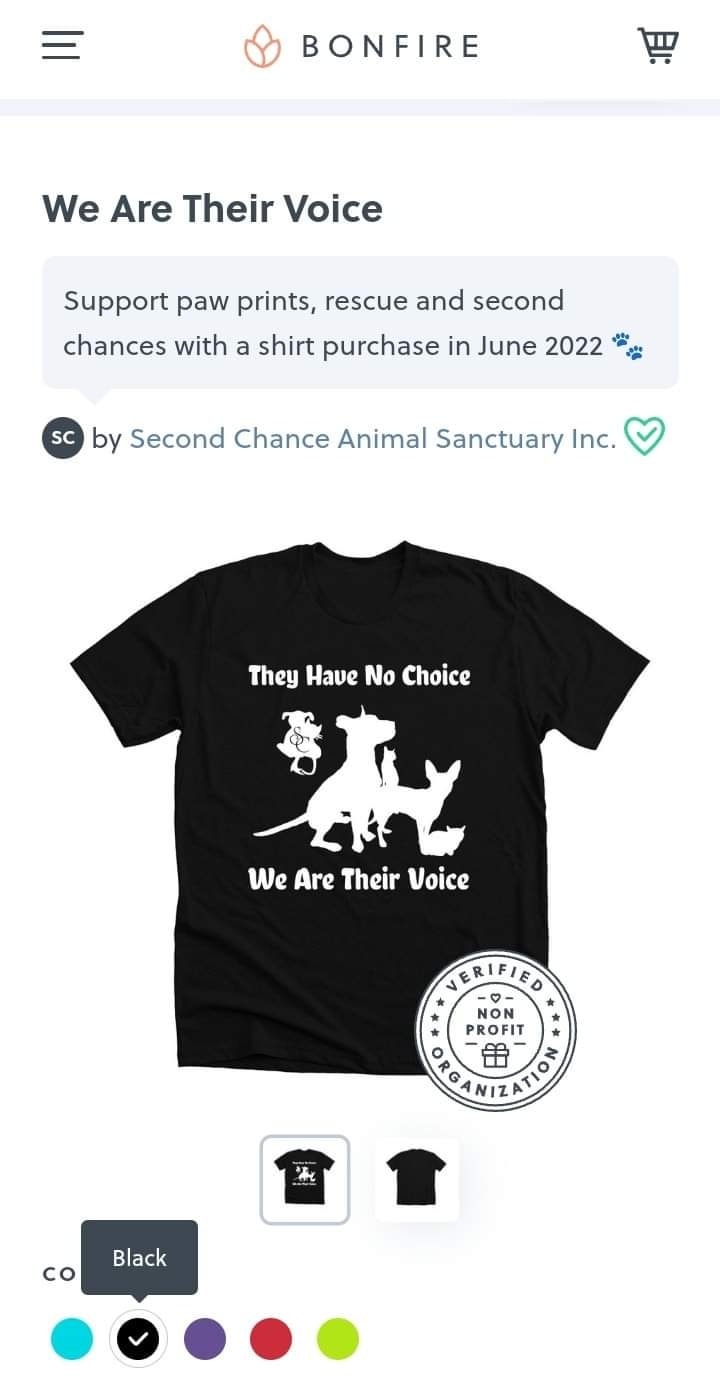 BONFIRE
We Are Their Voice
Support paw prints, rescue and second
chances with a shirt purchase in June 2022 🐾
SC by Second Chance Animal Sanctuary Inc.
They Have No Choice
SC
We Are Their Voice
VERIFIED
NON
PROFIT
ORGANIZATION
Black
CO